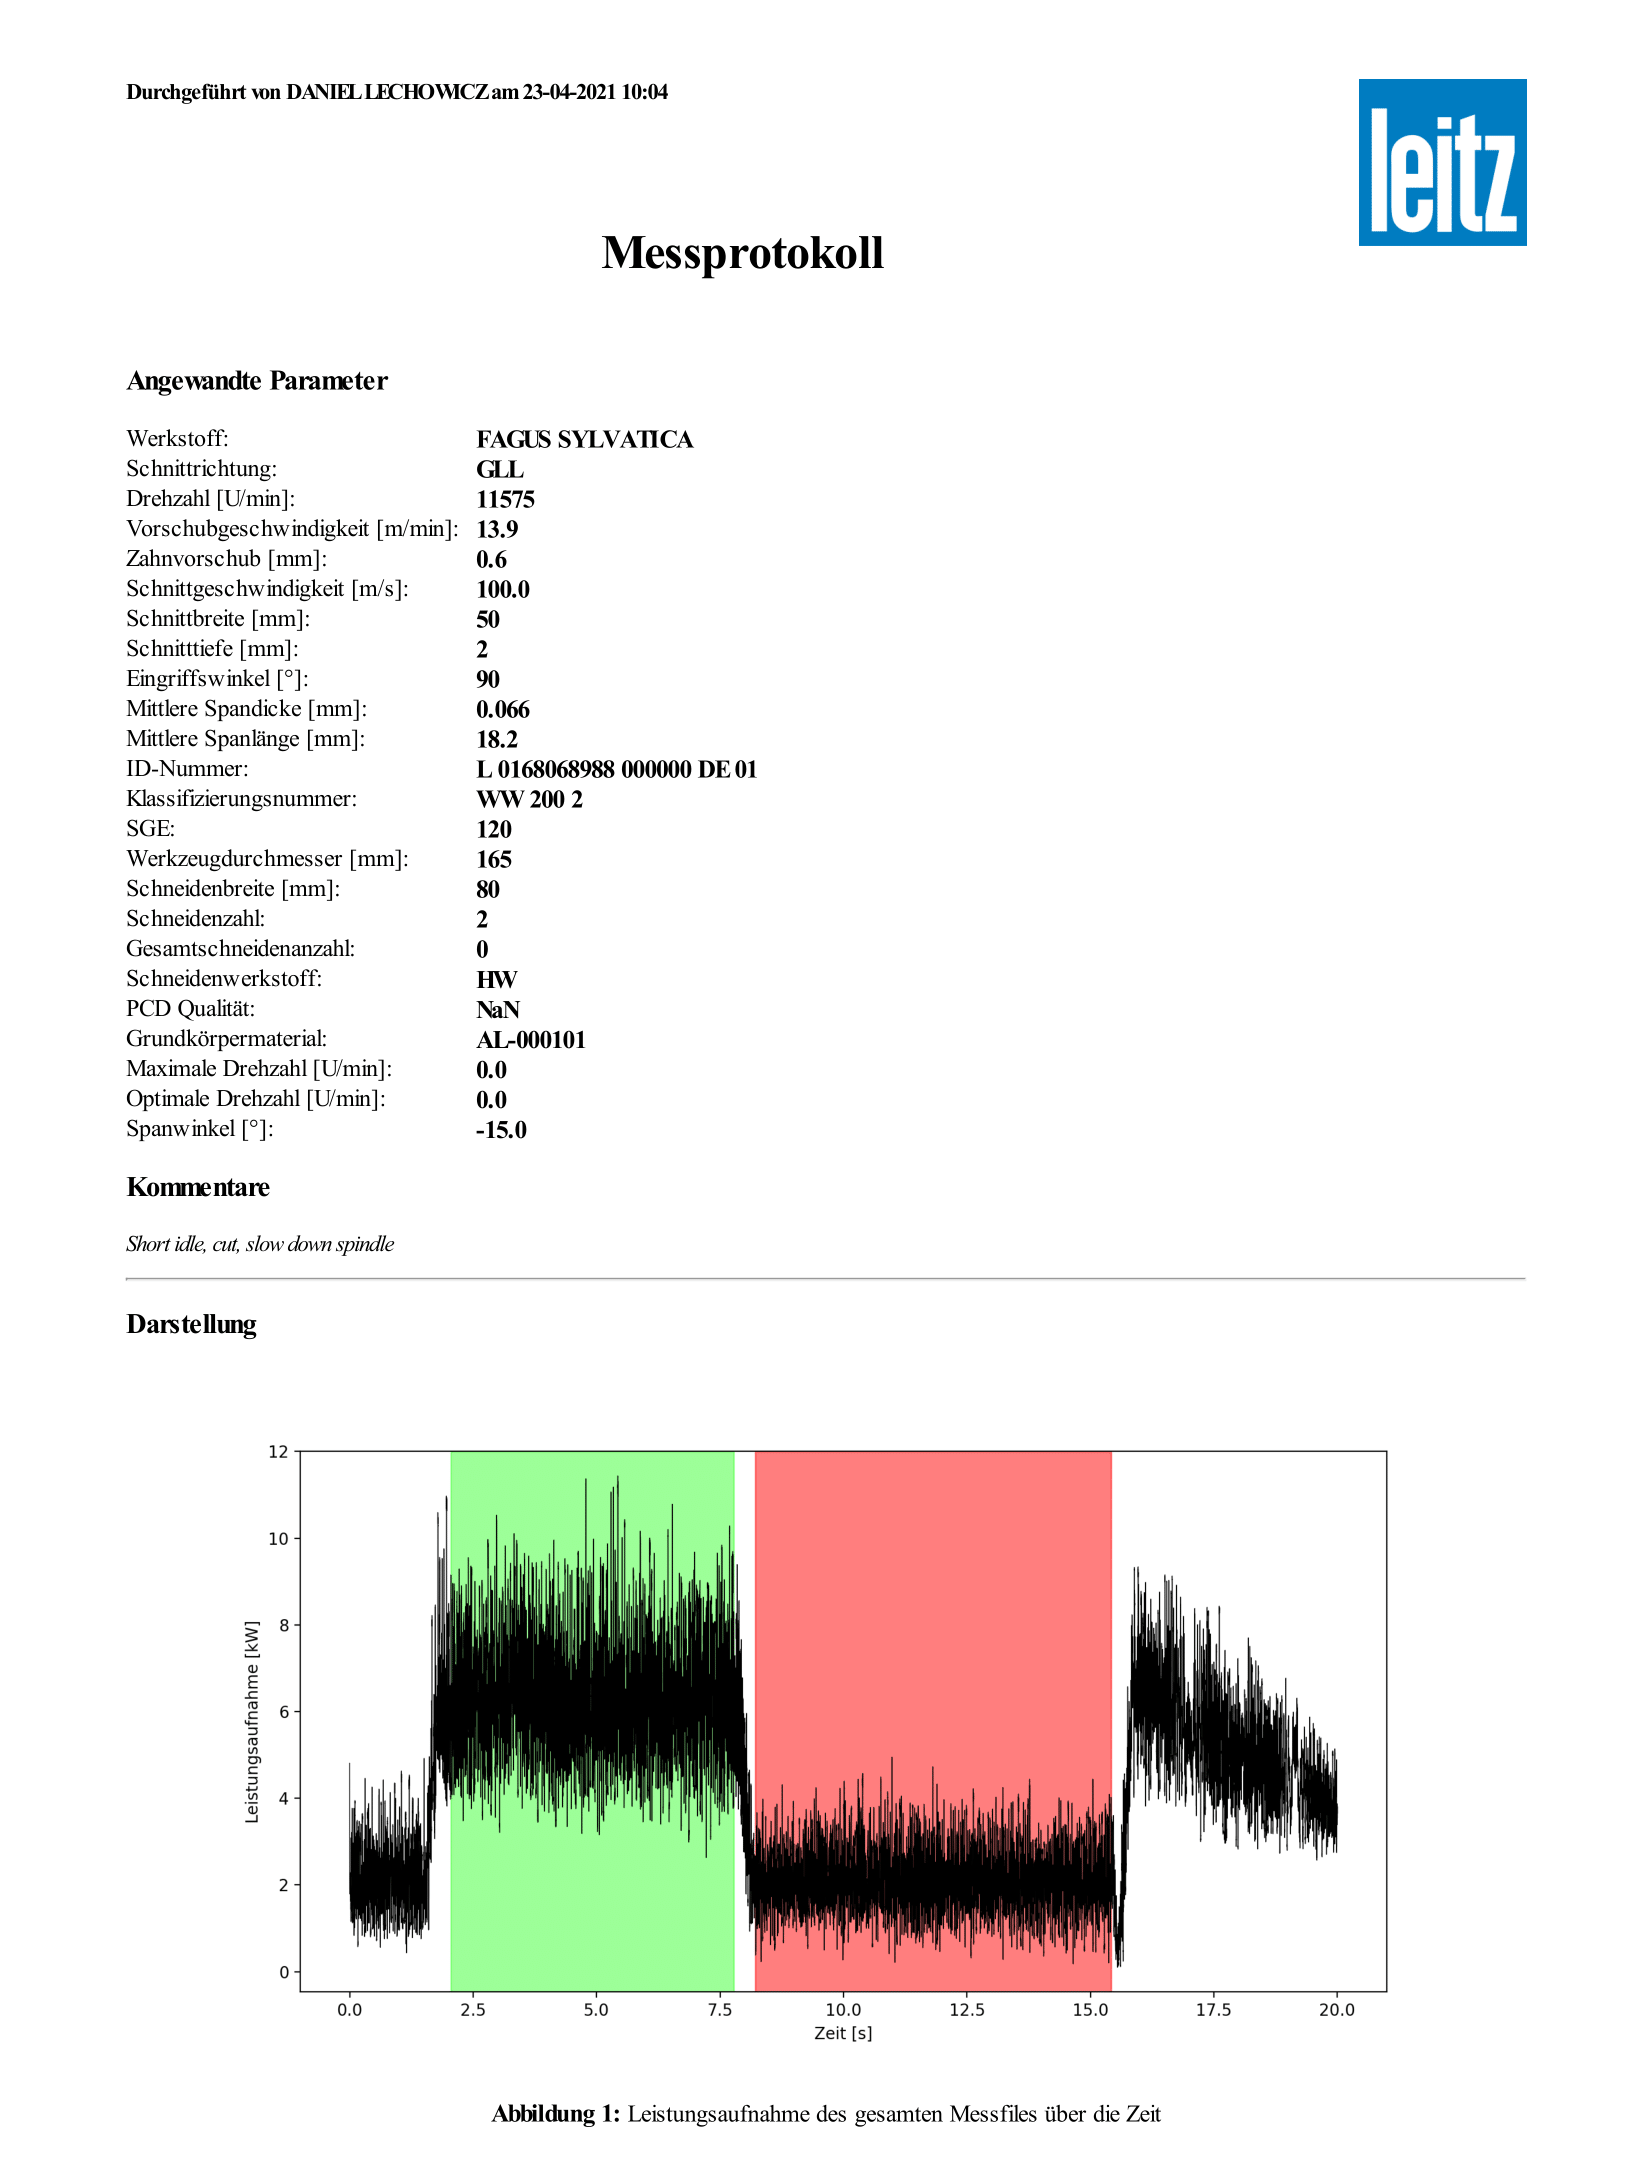 Durchgeführt von DANIEL LECHOWICZ am 23-04-2021 10:04
leitz
Messprotokoll
Angewandte Parameter
Werkstoff: FAGUS SYLVATICA
Schnittrichtung: GLL
Drehzahl [U/min]: 11575
Vorschubgeschwindigkeit [m/min]: 13.9
Zahnvorschub [mm]: 0.6
Schnittgeschwindigkeit [m/s]: 100.0
Schnittbreite [mm]: 50
Schnitttiefe [mm]: 2
Eingriffswinkel [°]: 90
Mittlere Spandicke [mm]: 0.066
Mittlere Spanlänge [mm]: 18.2
ID-Nummer: L 0168068988 000000 DE 01
Klassifizierungsnummer: WW 200 2
SGE: 120
Werkzeugdurchmesser [mm]: 165
Schneidenbreite [mm]: 80
Schneidenzahl: 2
Gesamtschneidenanzahl: 0
Schneidenwerkstoff: HW
PCD Qualität: NaN
Grundkörpermaterial: AL-000101
Maximale Drehzahl [U/min]: 0.0
Optimale Drehzahl [U/min]: 0.0
Spanwinkel [°]: -15.0
Kommentare
Short idle, cut, slow down spindle
Darstellung
12
10
8
6
4
2
0
Leistungsaufnahme [kW]
0.0 2.5 5.0 7.5 10.0 12.5 15.0 17.5 20.0
Zeit [s]
Abbildung 1: Leistungsaufnahme des gesamten Messfiles über die Zeit